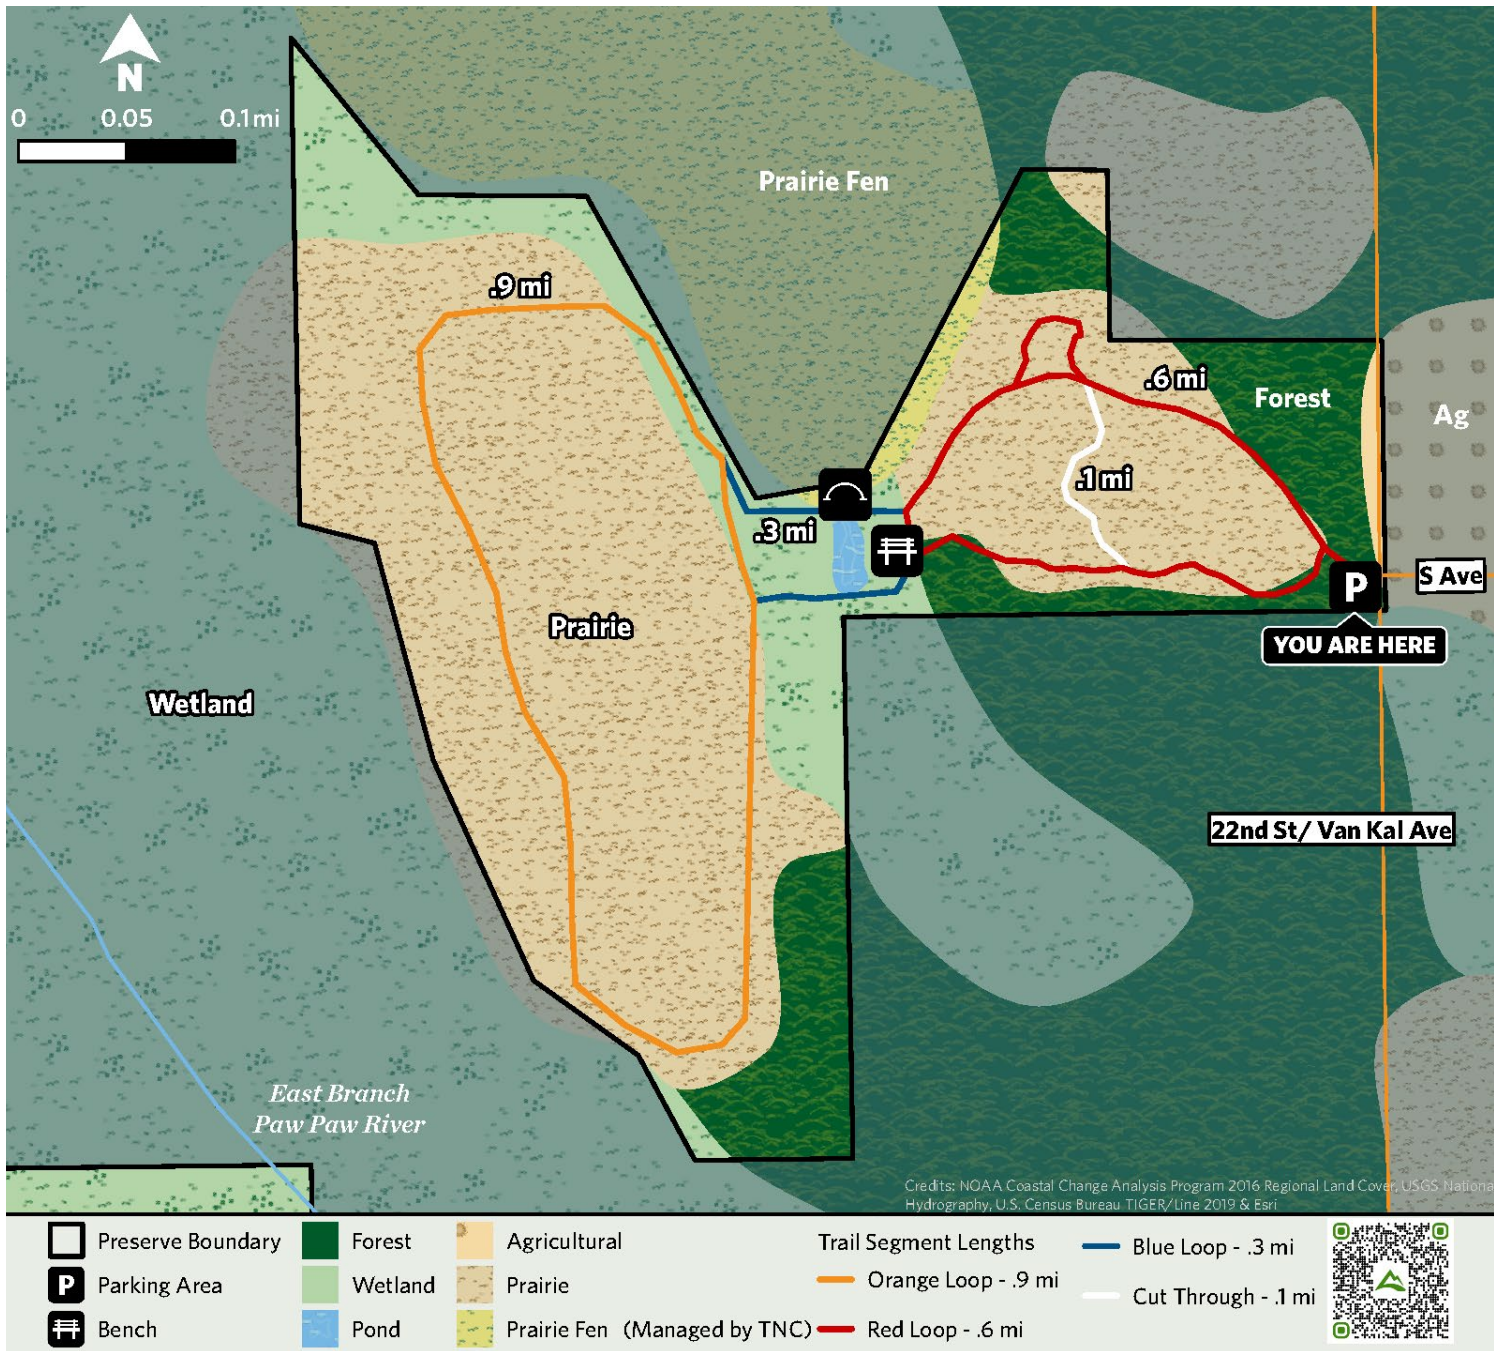 N
0 0.05 0.1mi
Prairie Fen
.9 mi
.6 mi
Forest
Ag
.1 mi
.3 mi
S Ave
P
YOU ARE HERE
Prairie
Wetland
22nd St/ Van Kal Ave
East Branch
Paw Paw River
Credits: NOAA Coastal Change Analysis Program 2016 Regional Land Cover, USGS National
Hydrography, U.S. Census Bureau TIGER/Line 2019 & Esri
Preserve Boundary
P Parking Area
Bench
Forest
Wetland
Pond
Agricultural
Prairie
Prairie Fen (Managed by TNC)
Trail Segment Lengths
Orange Loop - .9 mi
Red Loop - .6 mi
Blue Loop - .3 mi
Cut Through - .1 mi